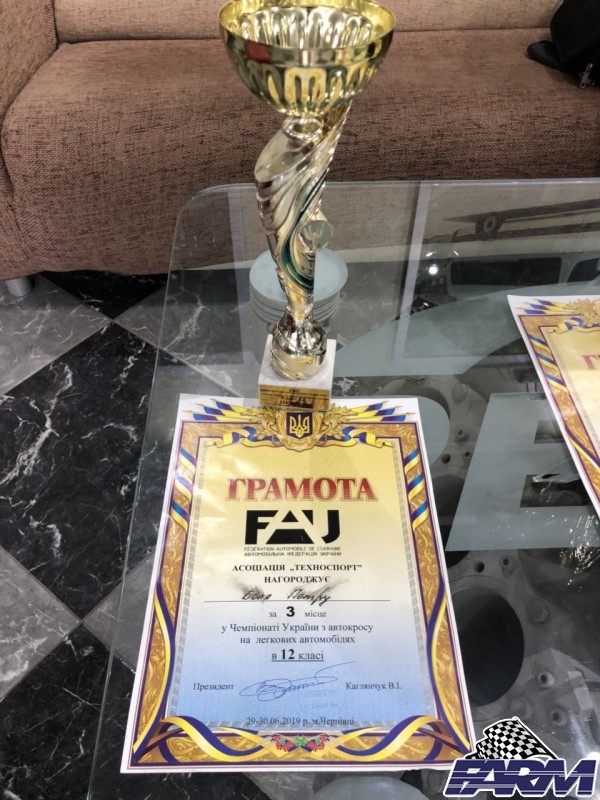 ГРАМОТА
FAU
FÉDÉRATION AUTOMOBILE DE L'UKRAINE
АВТОМОБІЛЬНА ФЕДЕРАЦІЯ УКРАЇНИ
АСОЦІАЦІЯ „ТЕХНОСПОРТ"
НАГОРОДЖУЄ
Петру
за 3 місце
у Чемпіонаті України з автокросу
на легкових автомобілях
в 12 класі
Президент Каглянчук В.І.
29-30.06.2019 р. м.Чернівці
FARM